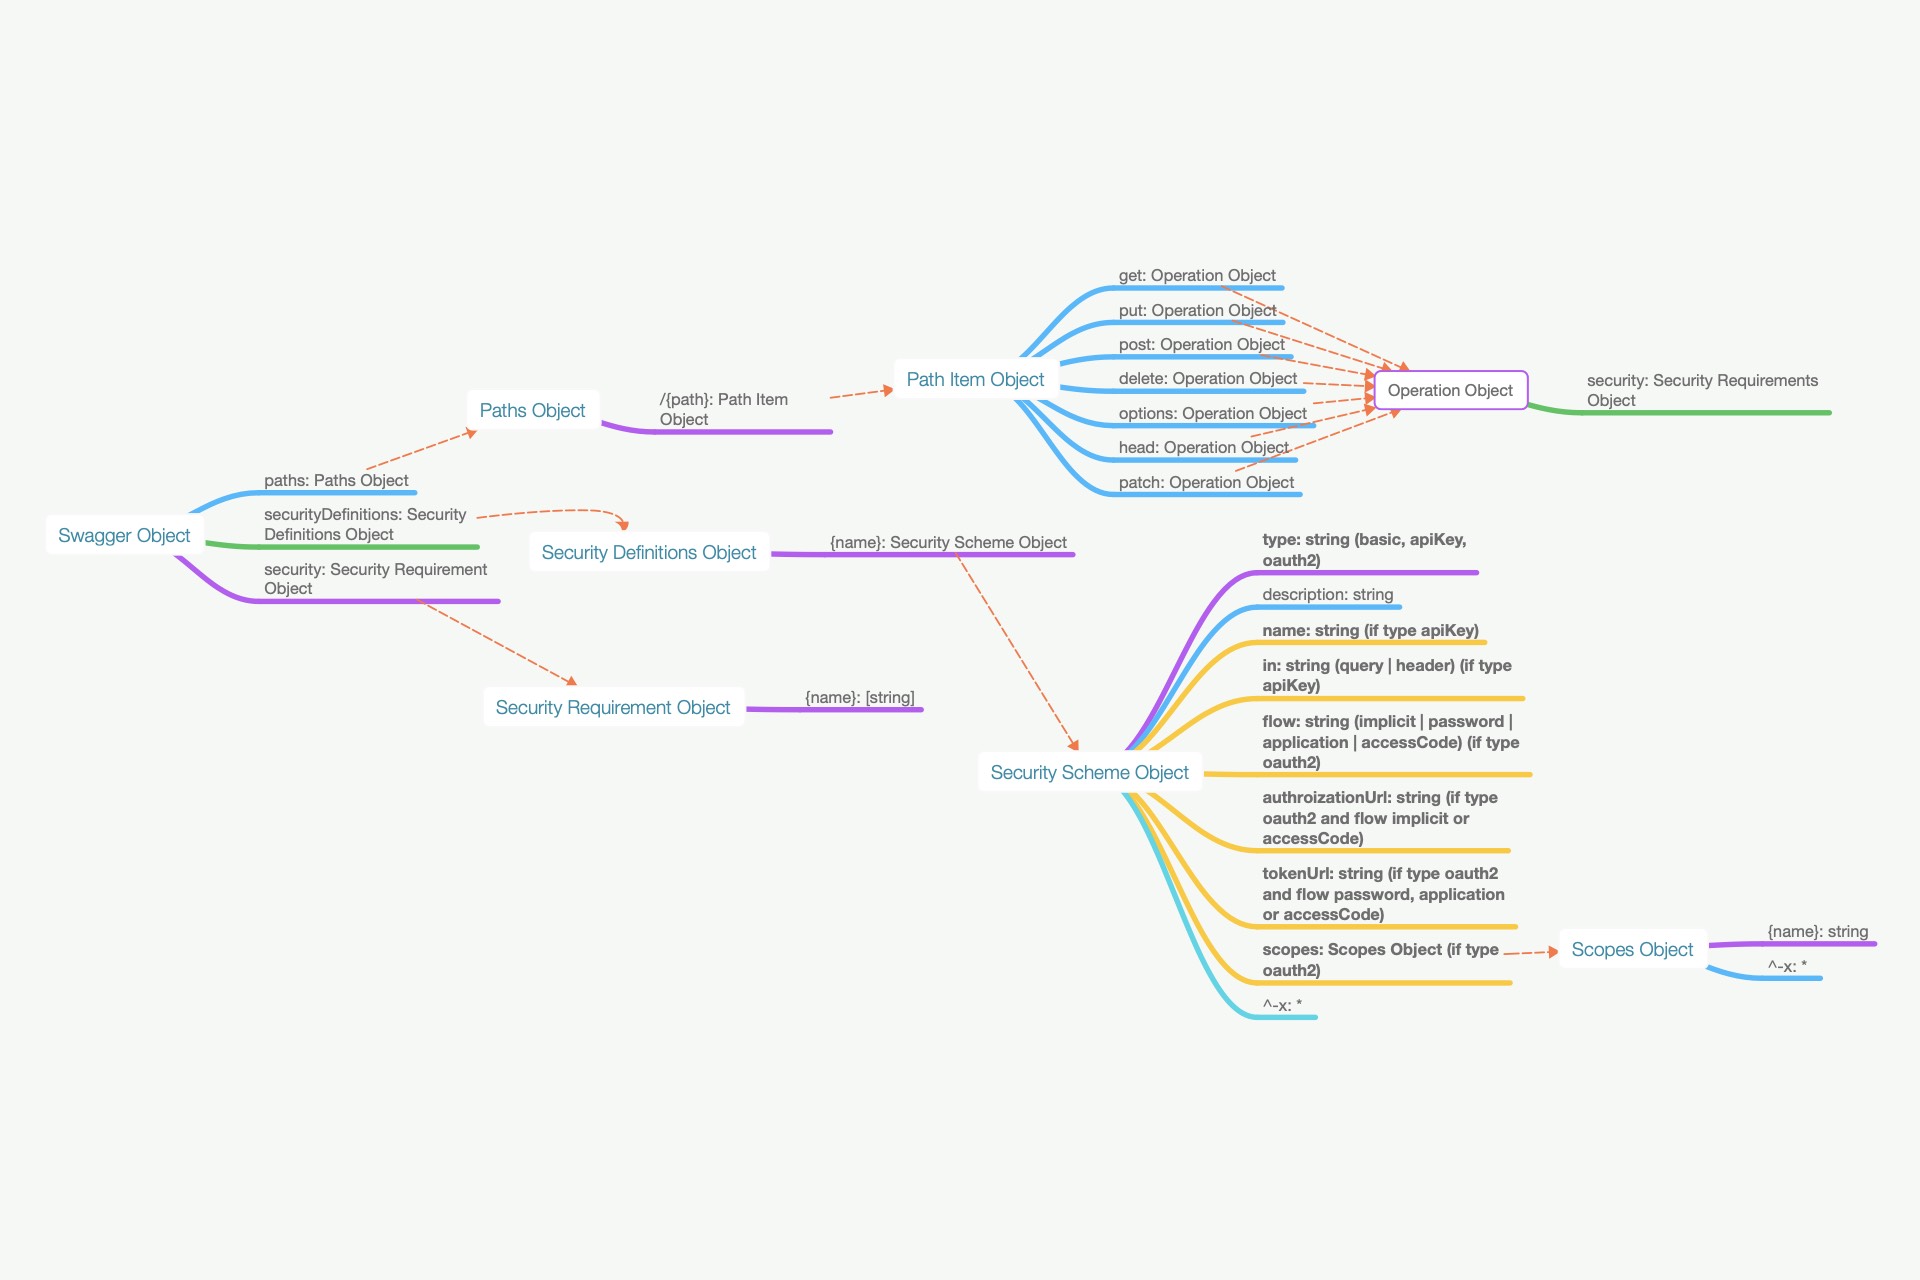 Swagger Object
paths: Paths Object
securityDefinitions: Security
Definitions Object
security: Security Requirement
Object
Paths Object
/{path}: Path Item
Object
Path Item Object
get: Operation Object
put: Operation Object
post: Operation Object
delete: Operation Object
options: Operation Object
head: Operation Object
patch: Operation Object
Operation Object
security: Security Requirements
Object
Security Definitions Object
{name}: Security Scheme Object
Security Requirement Object
{name}: [string]
Security Scheme Object
type: string (basic, apiKey,
oauth2)
description: string
name: string (if type apiKey)
in: string (query | header) (if type
apiKey)
flow: string (implicit | password |
application | accessCode) (if type
oauth2)
authroizationUrl: string (if type
oauth2 and flow implicit or
accessCode)
tokenUrl: string (if type oauth2
and flow password, application
or accessCode)
scopes: Scopes Object (if type
oauth2)
^-x: *
Scopes Object
{name}: string
^-x: *